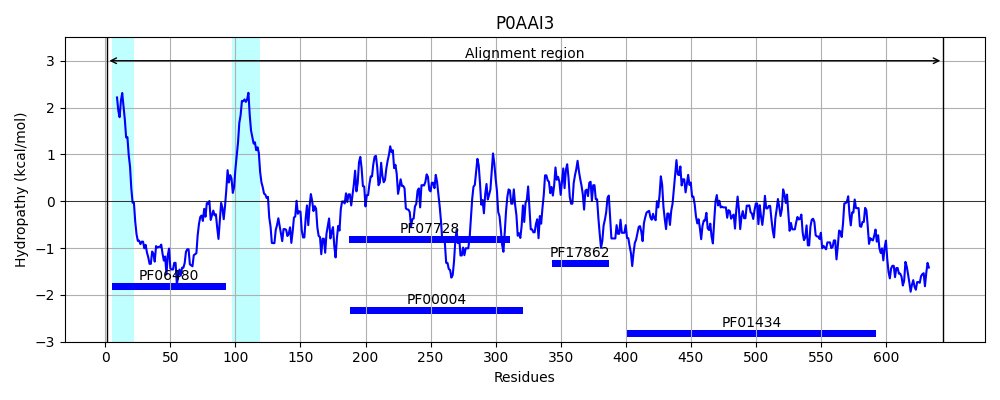 P0AAI3
Alignment region
Hydropathy (kcal/mol)
3
2
1
0
−1
−2
−3
PF07728
PF17862
PF06480
PF00004
PF01434
0 50 100 150 200 250 300 350 400 450 500 550 600
Residues